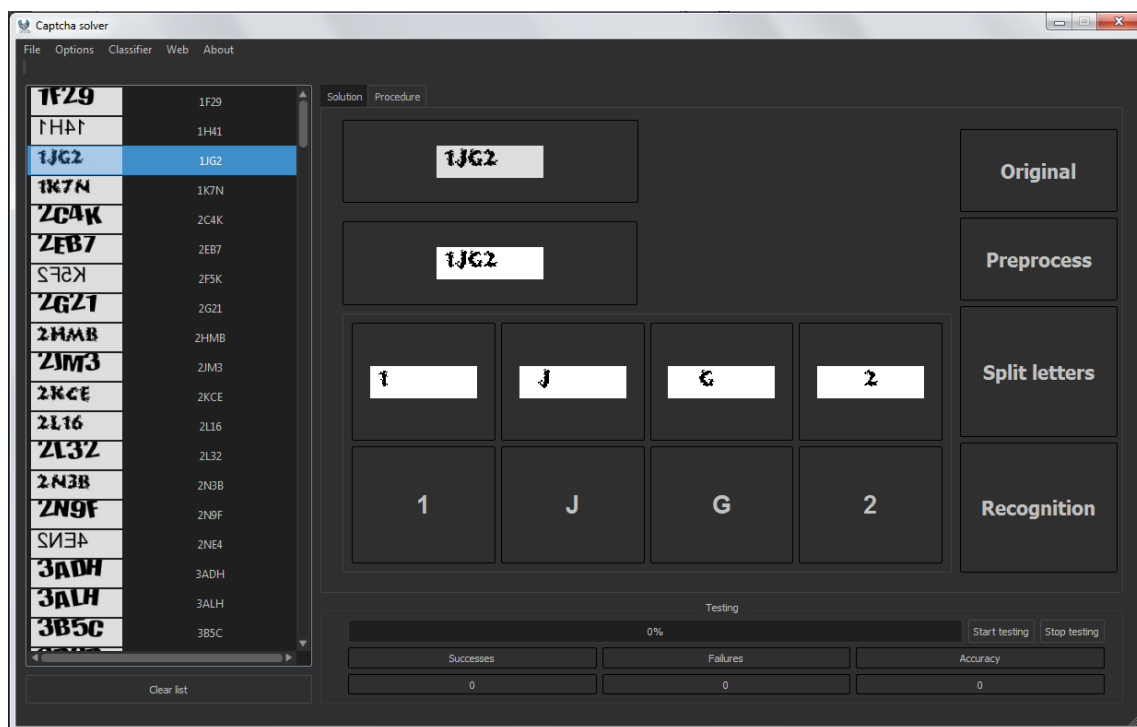 Captcha solver
File Options Classifier Web About
1F29 1F29
1H41 1H41
1JG2 1JG2
1K7N 1K7N
2C4K 2C4K
2EB7 2EB7
2F5K 2F5K
2G21 2G21
2HMB 2HMB
2JM3 2JM3
2KCE 2KCE
2L16 2L16
2L32 2L32
2N3B 2N3B
2N9F 2N9F
2NE4 2NE4
3ADH 3ADH
3ALH 3ALH
3B5C 3B5C
Clear list
Solution Procedure
1JG2
Original
1JG2
Preprocess
1 J G 2
Split letters
1 J G 2
Recognition
Testing
0% Start testing Stop testing
Successes Failures Accuracy
0 0 0